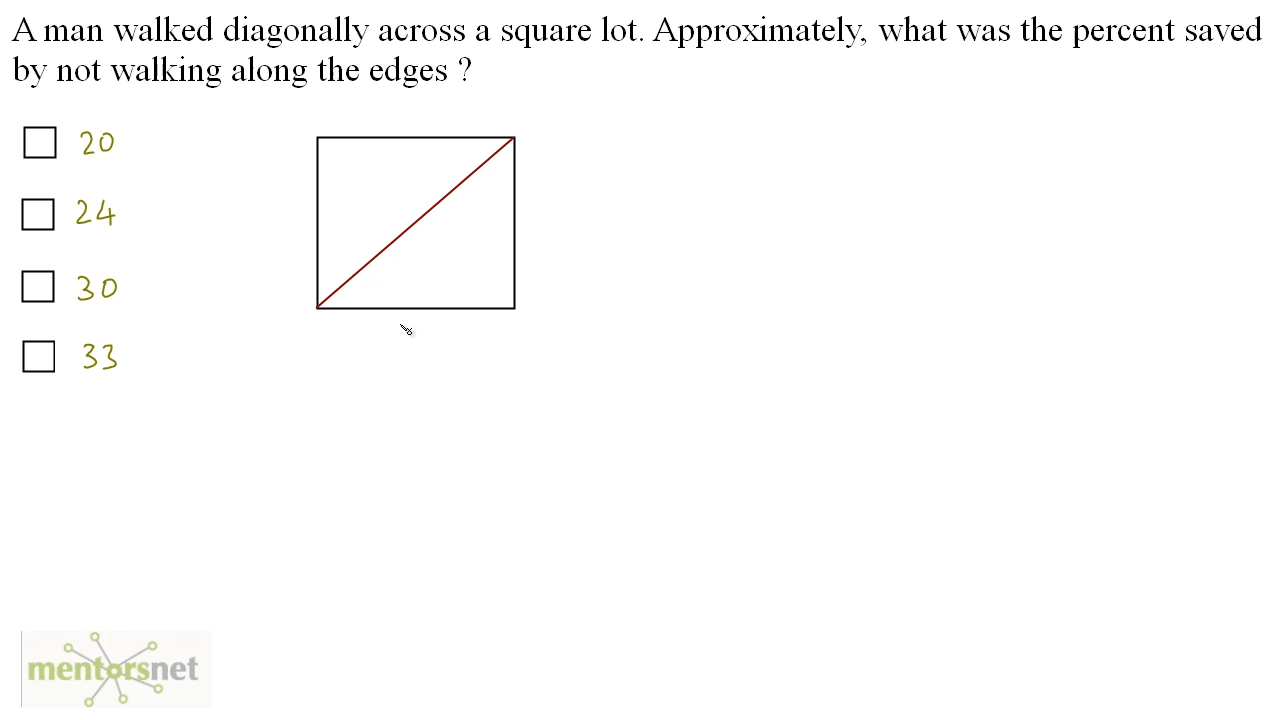 A man walked diagonally across a square lot. Approximately, what was the percent saved
by not walking along the edges ?
20
24
30
33
mentorsnet